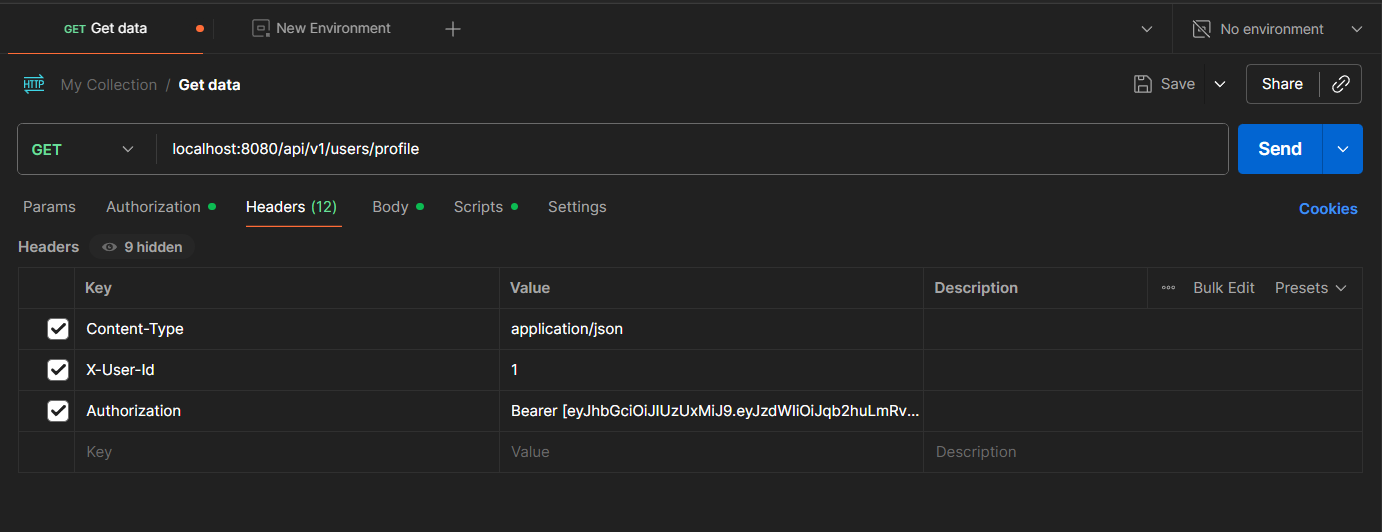 GET Get data
New Environment
No environment
HTTP My Collection / Get data
Save
Share
GET
localhost:8080/api/v1/users/profile
Send
Params Authorization Headers (12) Body Scripts Settings
Cookies
Headers 9 hidden
Key Value Description Bulk Edit Presets
Content-Type application/json
X-User-Id 1
Authorization Bearer [eyJhbGciOiJIUzUxMiJ9.eyJzdWIiOiJqb2huLmRv...
Key Value Description